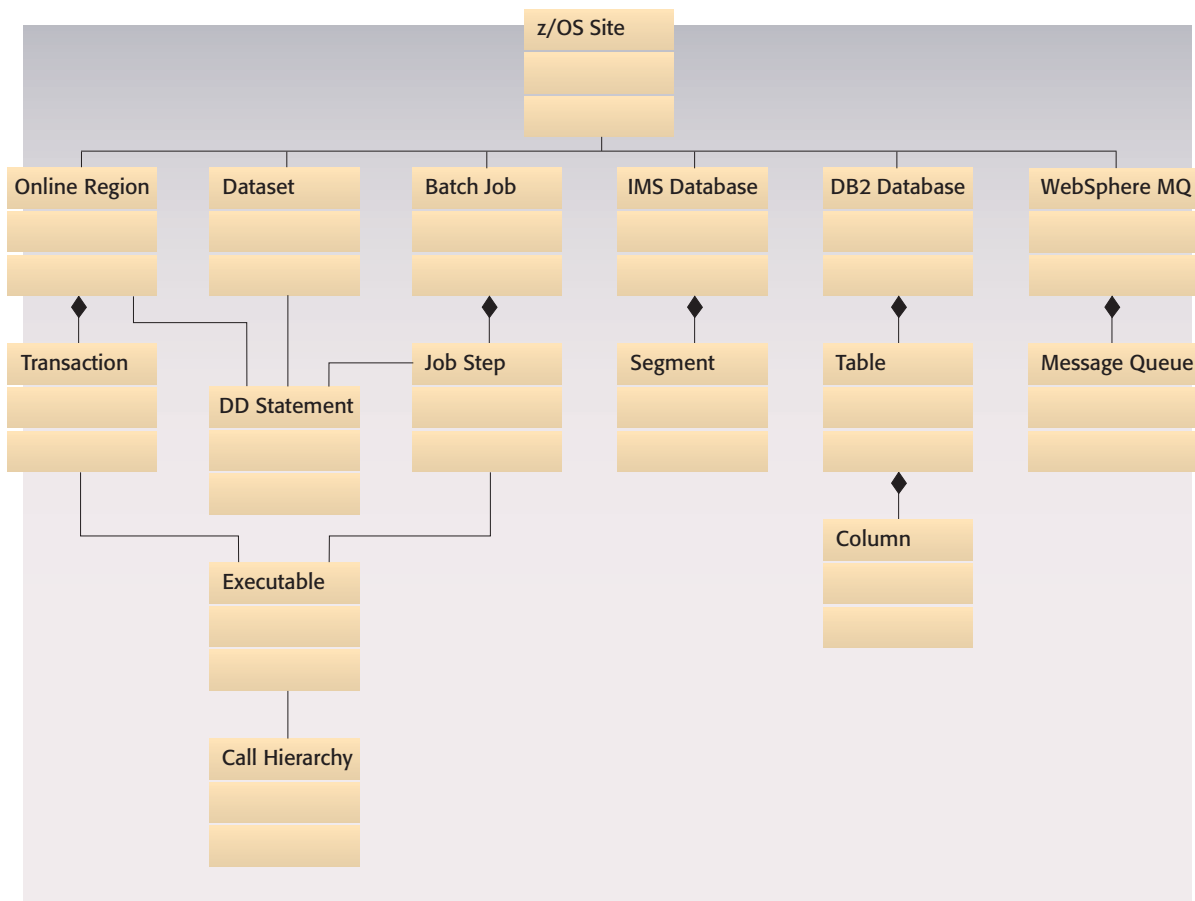 z/OS Site
Online Region
Dataset
Batch Job
IMS Database
DB2 Database
WebSphere MQ
Transaction
DD Statement
Job Step
Segment
Table
Message Queue
Executable
Column
Call Hierarchy